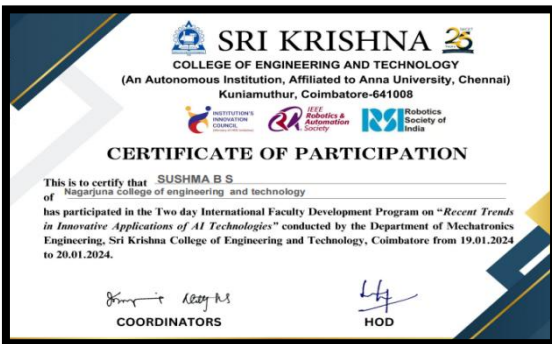 SRI KRISHNA 25
COLLEGE OF ENGINEERING AND TECHNOLOGY
(An Autonomous Institution, Affiliated to Anna University, Chennai)
Kuniamuthur, Coimbatore-641008
INSTITUTION'S
INNOVATION
COUNCIL
IEEE
Robotics &
Automation
Society
RSI Robotics
Society of
India
CERTIFICATE OF PARTICIPATION
This is to certify that SUSHMA B S
of Nagarjuna college of engineering and technology
has participated in the Two day International Faculty Development Program on "Recent Trends
in Innovative Applications of AI Technologies" conducted by the Department of Mechatronics
Engineering, Sri Krishna College of Engineering and Technology, Coimbatore from 19.01.2024
to 20.01.2024.
COORDINATORS
HOD